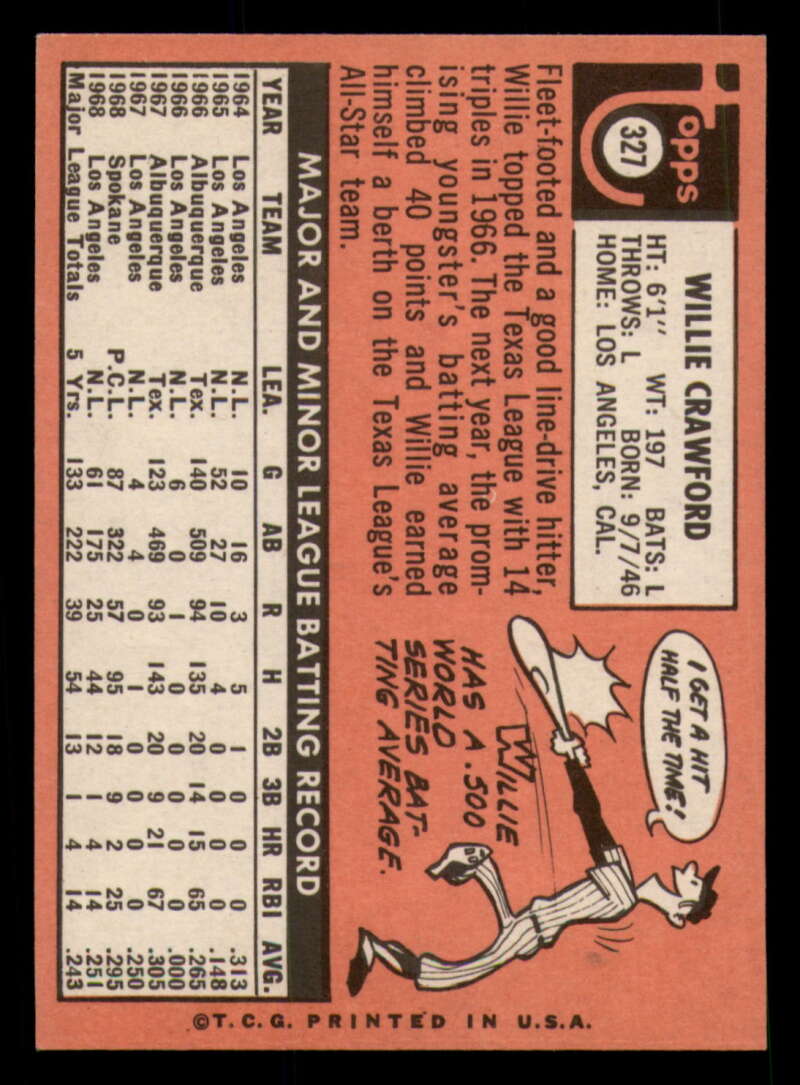 topps
327
WILLIE CRAWFORD
HT: 6'1" WT: 197 BATS: L
THROWS: L BORN: 9/7/46
HOME: LOS ANGELES, CAL.
Fleet-footed and a good line-drive hitter,
Willie topped the Texas League with 14
triples in 1966. The next year, the prom-
ising youngster's batting average
climbed 40 points and Willie earned
himself a berth on the Texas League's
All-Star team.
I GET A HIT
HALF THE TIME!
WILLIE
HAS A .500
WORLD
SERIES BAT-
TING AVERAGE.
MAJOR AND MINOR LEAGUE BATTING RECORD
YEAR TEAM LEA. G AB R H 2B 3B HR RBI AVG.
1964 Los Angeles N.L. 10 16 3 5 1 0 0 0 .313
1965 Los Angeles N.L. 52 27 10 4 0 0 0 0 .148
1966 Albuquerque Tex. 140 509 94 135 20 14 15 65 .265
1966 Los Angeles N.L. 6 0 1 0 0 0 0 0 .000
1967 Albuquerque Tex. 123 469 93 143 20 9 21 67 .305
1967 Los Angeles N.L. 4 4 0 1 0 0 0 0 .250
1968 Spokane P.C.L. 87 322 57 95 18 9 2 25 .295
1968 Los Angeles N.L. 61 175 25 44 12 1 4 14 .251
Major League Totals 5 Yrs. 133 222 39 54 13 1 4 14 .243
©T.C.G. PRINTED IN U.S.A.